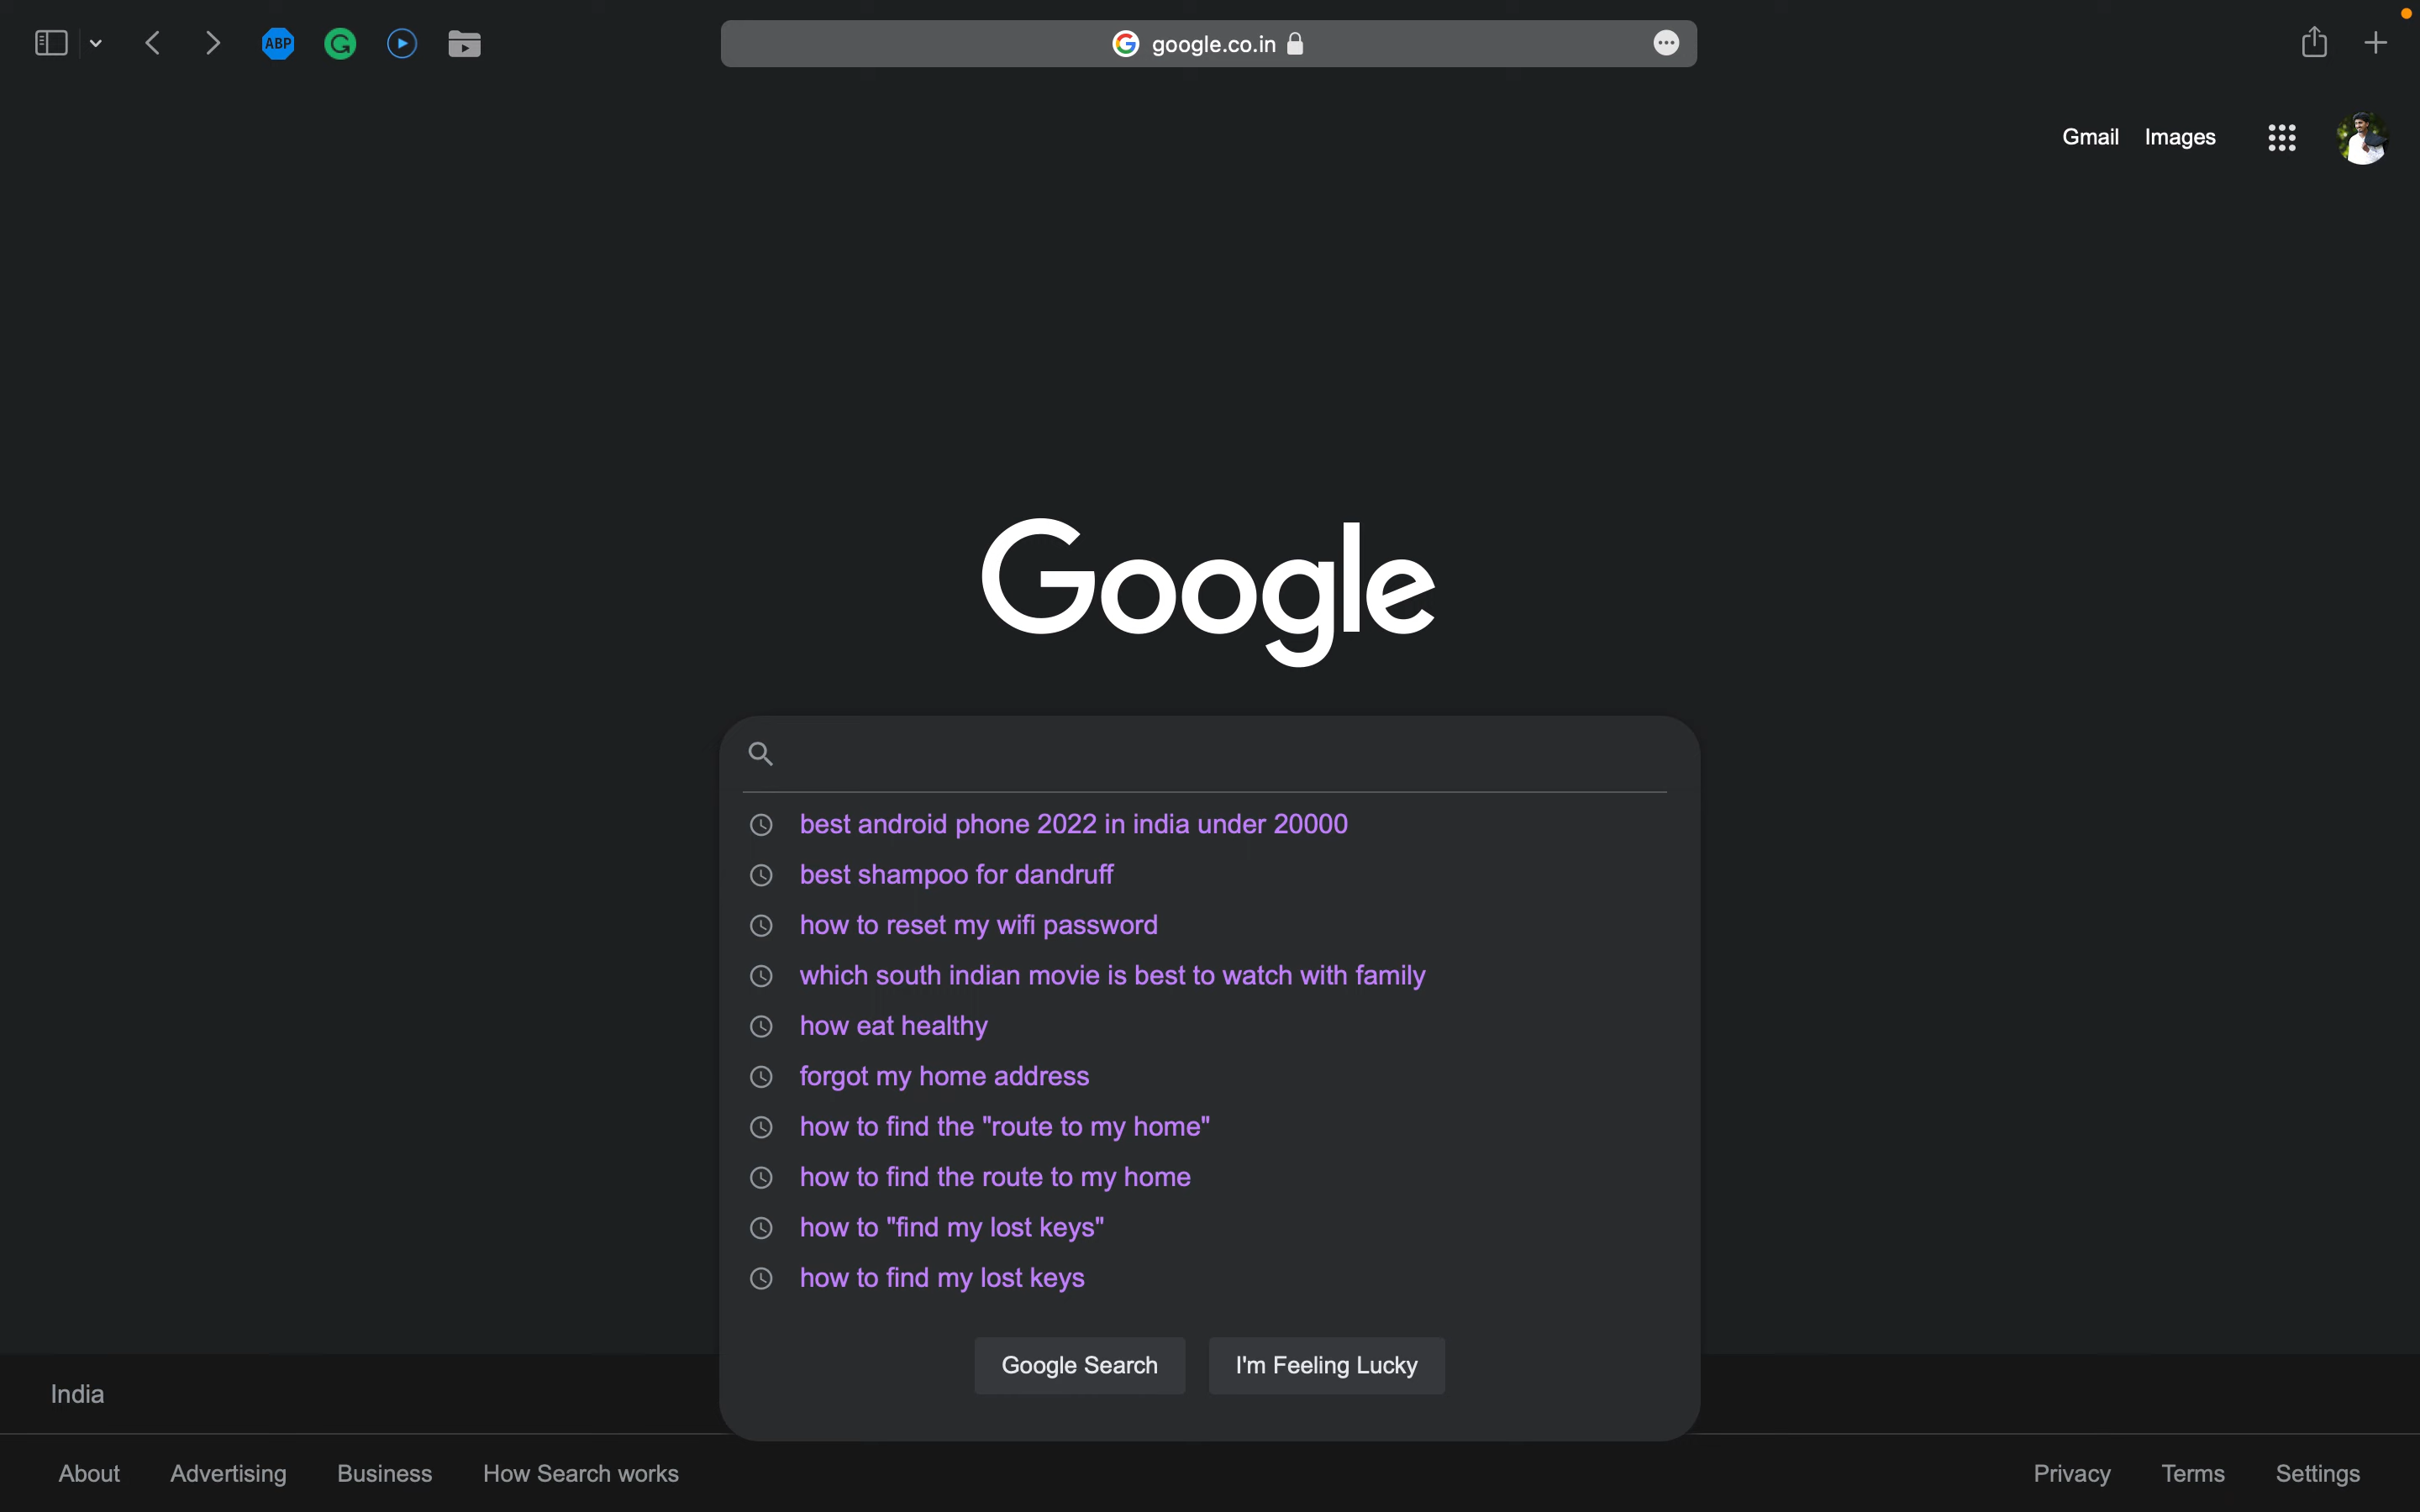 ABP
google.co.in
Gmail Images
Google
best android phone 2022 in india under 20000
best shampoo for dandruff
how to reset my wifi password
which south indian movie is best to watch with family
how eat healthy
forgot my home address
how to find the "route to my home"
how to find the route to my home
how to "find my lost keys"
how to find my lost keys
Google Search I'm Feeling Lucky
India
About Advertising Business How Search works Privacy Terms Settings